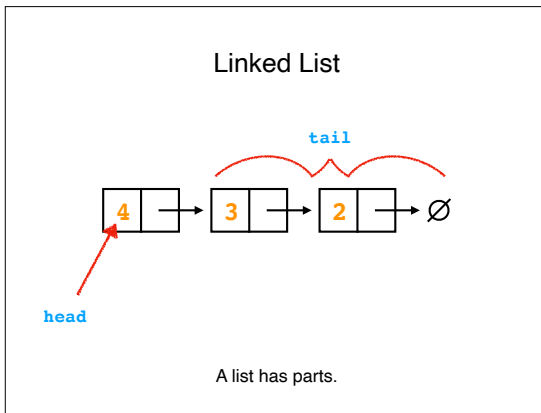 Linked List
tail
4 3 2 ∅
head
A list has parts.